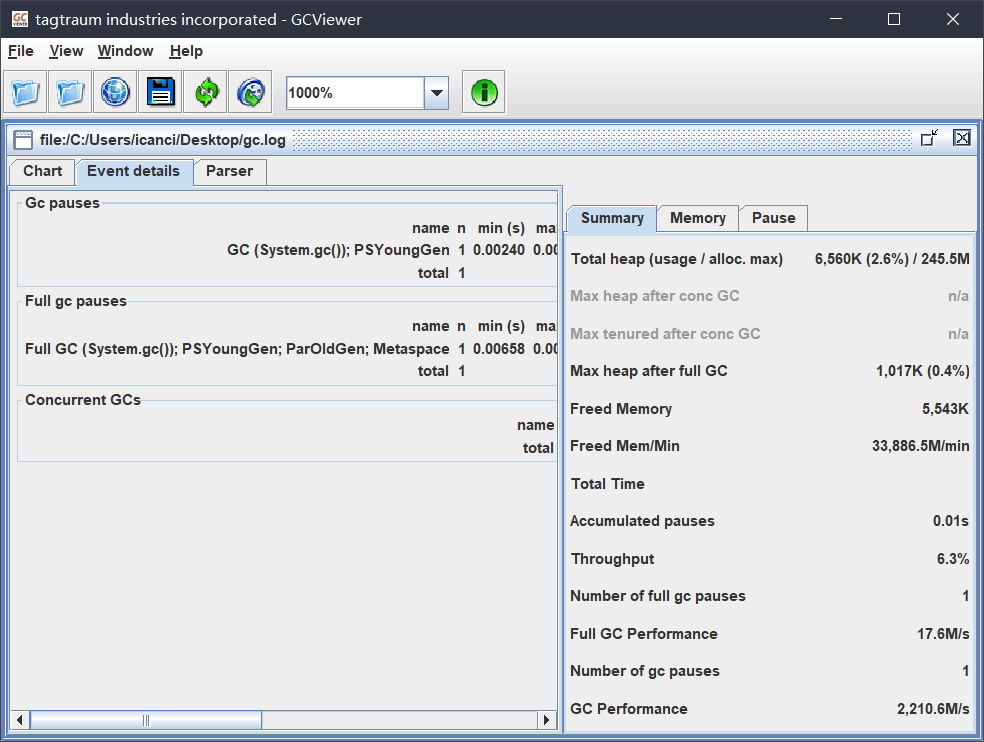 tagtraum industries incorporated - GCViewer
File View Window Help
1000%
file:/C:/Users/icanci/Desktop/gc.log
Chart Event details Parser
Gc pauses
name n min (s)
GC (System.gc()); PSYoungGen 1 0.00240
total 1
Full gc pauses
name n min (s)
Full GC (System.gc()); PSYoungGen; ParOldGen; Metaspace 1 0.00658
total 1
Concurrent GCs
name
total
Summary Memory Pause
Total heap (usage / alloc. max) 6,560K (2.6%) / 245.5M
Max heap after conc GC n/a
Max tenured after conc GC n/a
Max heap after full GC 1,017K (0.4%)
Freed Memory 5,543K
Freed Mem/Min 33,886.5M/min
Total Time
Accumulated pauses 0.01s
Throughput 6.3%
Number of full gc pauses 1
Full GC Performance 17.6M/s
Number of gc pauses 1
GC Performance 2,210.6M/s